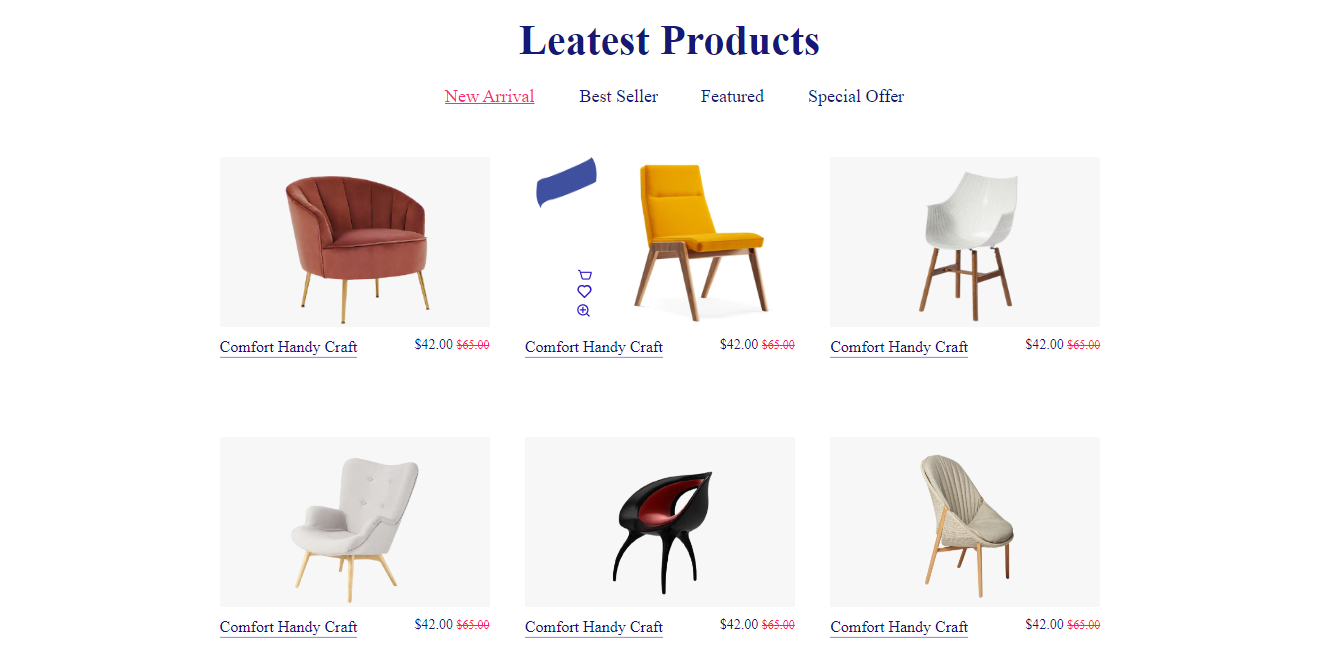 Leatest Products
New Arrival Best Seller Featured Special Offer
Comfort Handy Craft $42.00 $65.00 Comfort Handy Craft $42.00 $65.00 Comfort Handy Craft $42.00 $65.00
Comfort Handy Craft $42.00 $65.00 Comfort Handy Craft $42.00 $65.00 Comfort Handy Craft $42.00 $65.00